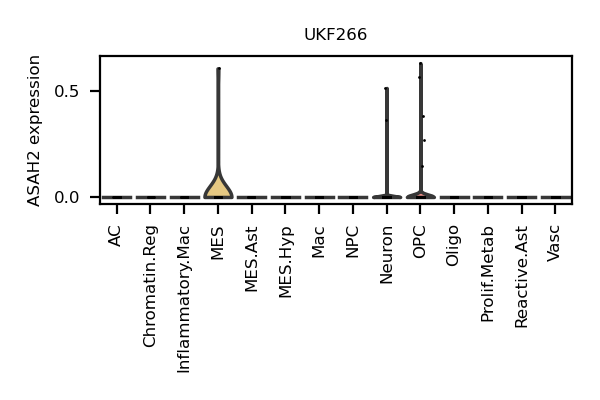 UKF266
ASAH2 expression
0.5
0.0
AC
Chromatin.Reg
Inflammatory.Mac
MES
MES.Ast
MES.Hyp
Mac
NPC
Neuron
OPC
Oligo
Prolif.Metab
Reactive.Ast
Vasc